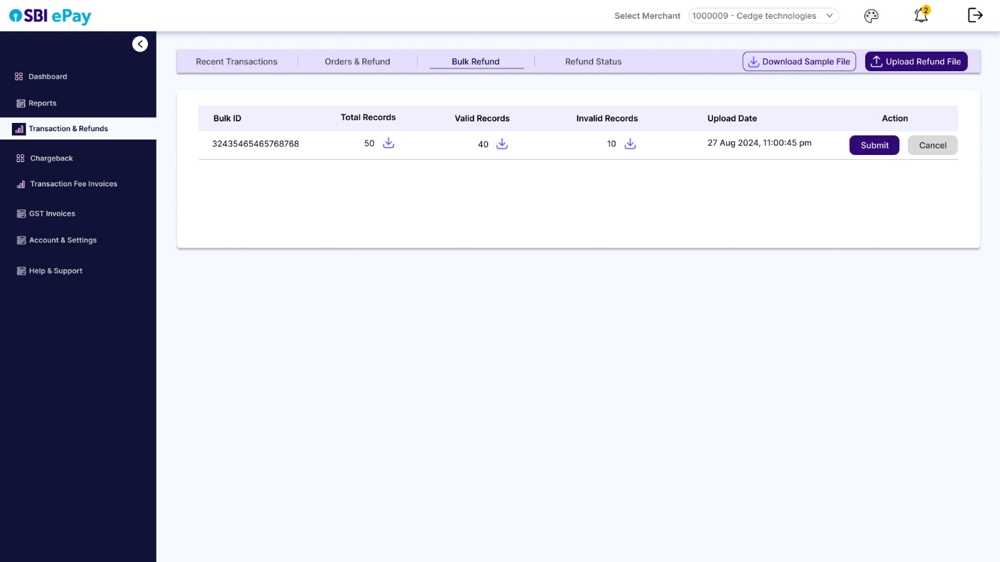 SBI ePay
Select Merchant
1000009 - Cedge technologies
2
Dashboard
Reports
Transaction & Refunds
Chargeback
Transaction Fee Invoices
GST Invoices
Account & Settings
Help & Support
Recent Transactions
Orders & Refund
Bulk Refund
Refund Status
Download Sample File
Upload Refund File
Bulk ID Total Records Valid Records Invalid Records Upload Date Action
32435465465768768 50 40 10 27 Aug 2024, 11:00:45 pm Submit Cancel